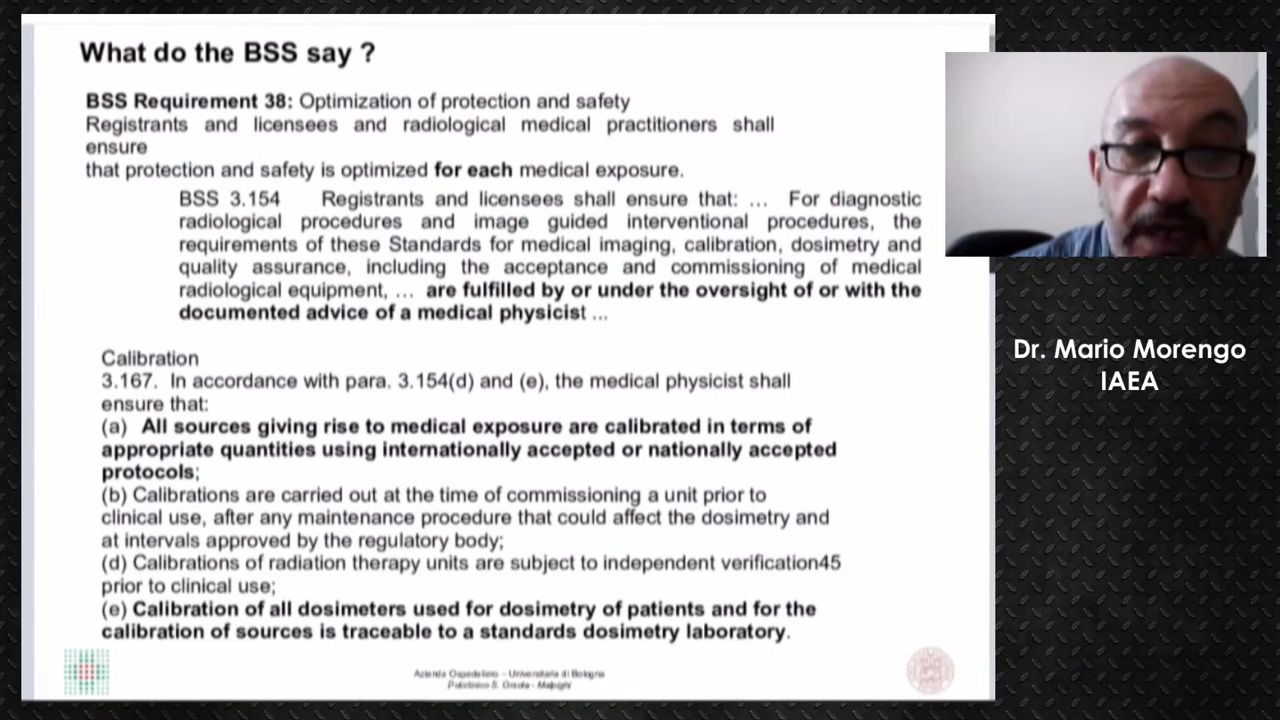 What do the BSS say ?
BSS Requirement 38: Optimization of protection and safety
Registrants and licensees and radiological medical practitioners shall
ensure
that protection and safety is optimized for each medical exposure.
BSS 3.154 Registrants and licensees shall ensure that: … For diagnostic
radiological procedures and image guided interventional procedures, the
requirements of these Standards for medical imaging, calibration, dosimetry and
quality assurance, including the acceptance and commissioning of medical
radiological equipment, … are fulfilled by or under the oversight of or with the
documented advice of a medical physicist ...
Calibration
3.167. In accordance with para. 3.154(d) and (e), the medical physicist shall
ensure that:
(a) All sources giving rise to medical exposure are calibrated in terms of
appropriate quantities using internationally accepted or nationally accepted
protocols;
(b) Calibrations are carried out at the time of commissioning a unit prior to
clinical use, after any maintenance procedure that could affect the dosimetry and
at intervals approved by the regulatory body;
(d) Calibrations of radiation therapy units are subject to independent verification45
prior to clinical use;
(e) Calibration of all dosimeters used for dosimetry of patients and for the
calibration of sources is traceable to a standards dosimetry laboratory.
Azienda Ospedaliero – Universitaria di Bologna
Policlinico S. Orsola - Malpighi
Dr. Mario Morengo
IAEA